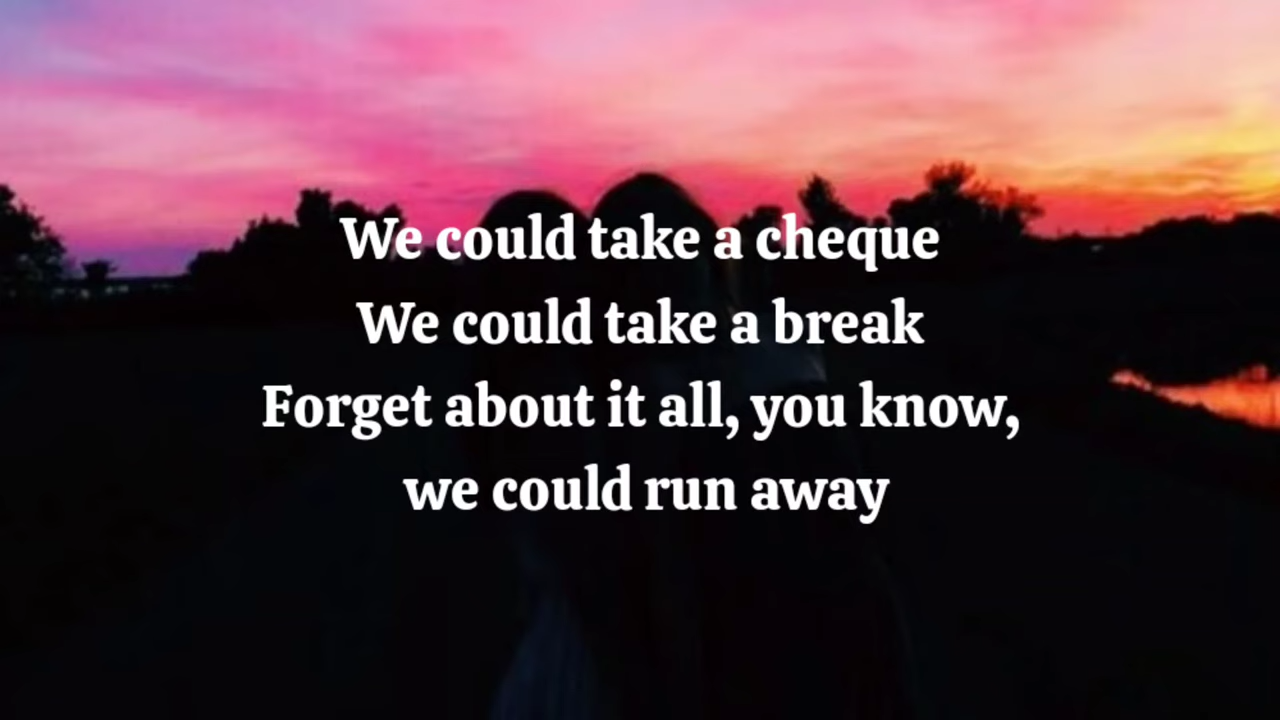 We could take a cheque
We could take a break
Forget about it all, you know,
we could run away